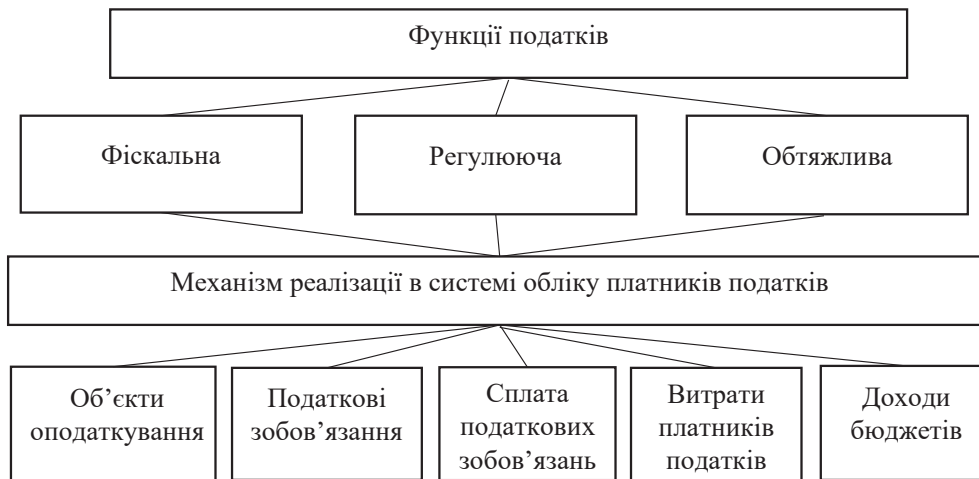 Функції податків
Фіскальна
Регулююча
Обтяжлива
Механізм реалізації в системі обліку платників податків
Об’єкти
оподаткування
Податкові
зобов’язання
Сплата
податкових
зобов’язань
Витрати
платників
податків
Доходи
бюджетів